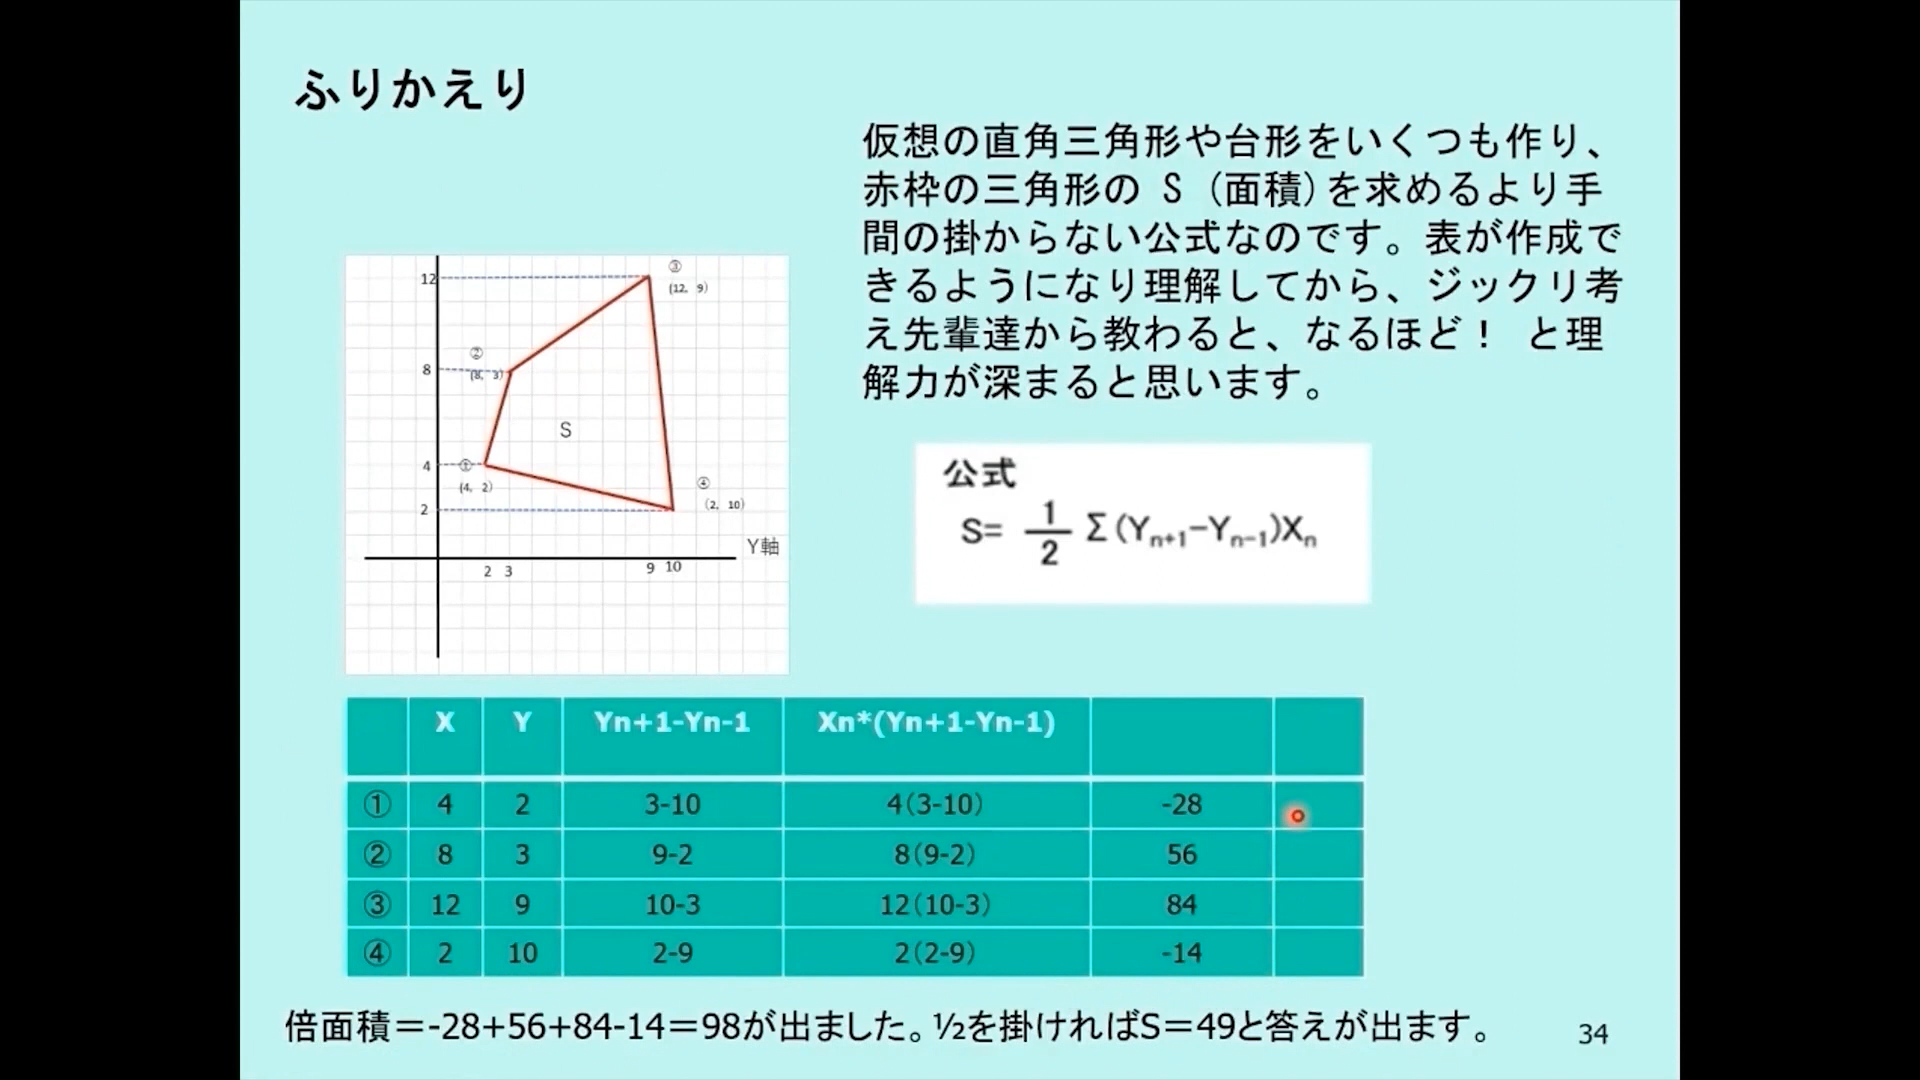 ふりかえり
仮想の直角三角形や台形をいくつも作り、
赤枠の三角形の S (面積)を求めるより手
間の掛からない公式なのです。表が作成で
きるようになり理解してから、ジックリ考
え先輩達から教わると、なるほど！ と理
解力が深まると思います。
12
③
(12, 9)
②
8
(8, 3)
S
4
①
(4, 2)
④
(2, 10)
2
Y軸
2 3 9 10
公式
S= 1/2 Σ(Yn+1-Yn-1)Xn
X Y Yn+1-Yn-1 Xn*(Yn+1-Yn-1)
① 4 2 3-10 4(3-10) -28
② 8 3 9-2 8(9-2) 56
③ 12 9 10-3 12(10-3) 84
④ 2 10 2-9 2(2-9) -14
倍面積＝-28+56+84-14＝98が出ました。½を掛ければS＝49と答えが出ます。
34